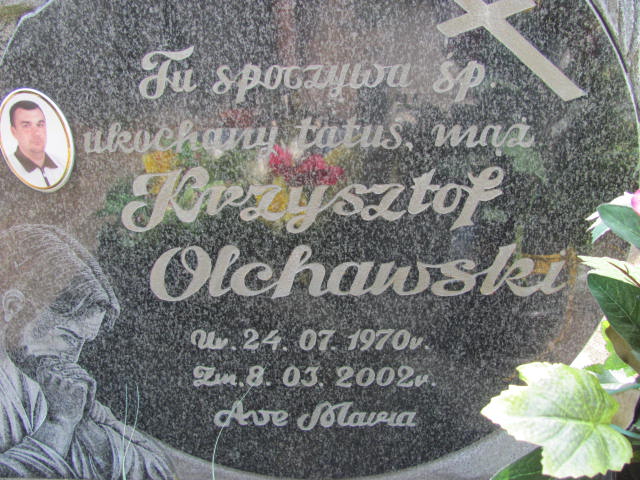 Tu spoczywa śp.
ukochany tatuś, mąż
Krzysztof
Olchawski
Ur. 24. 07. 1970r.
Zm. 8. 03. 2002r.
Ave Maria